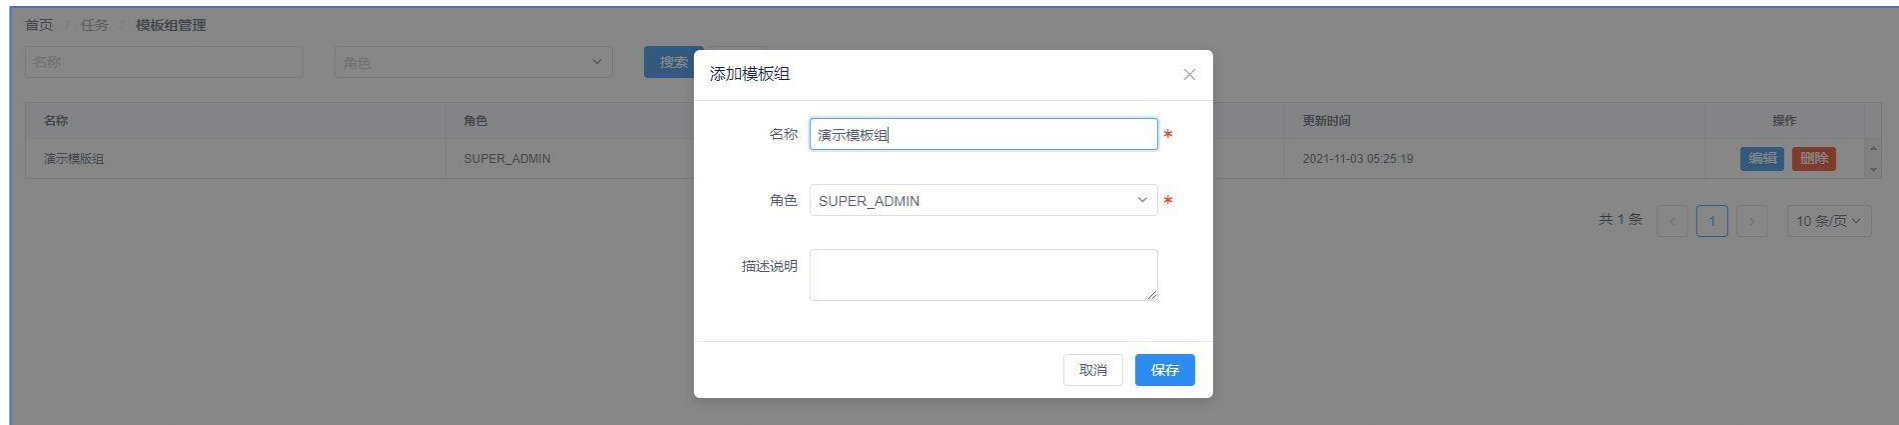 首页 / 任务 / 模板组管理
名称 角色 搜索
添加模板组
名称 角色 更新时间 操作
名称 演示模板组 *
演示模版组 SUPER_ADMIN 2021-11-03 05:25:19 编辑 删除
角色 SUPER_ADMIN *
共 1 条 1 10 条/页
描述说明
取消 保存